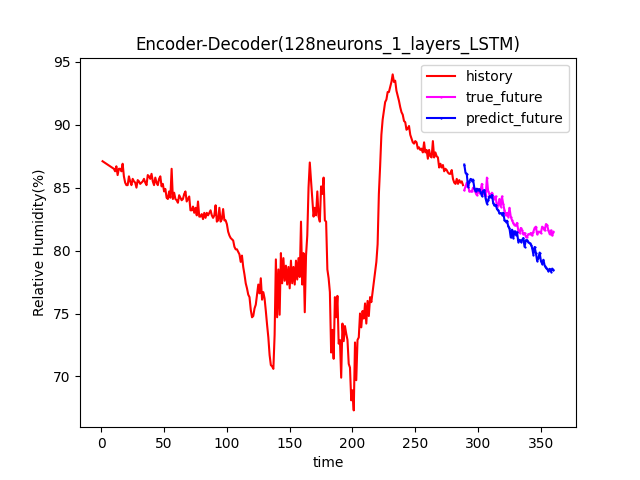 Encoder-Decoder(128neurons_1_layers_LSTM)
history
true_future
predict_future
Relative Humidity(%)
95
90
85
80
75
70
0
50
100
150
200
250
300
350
time